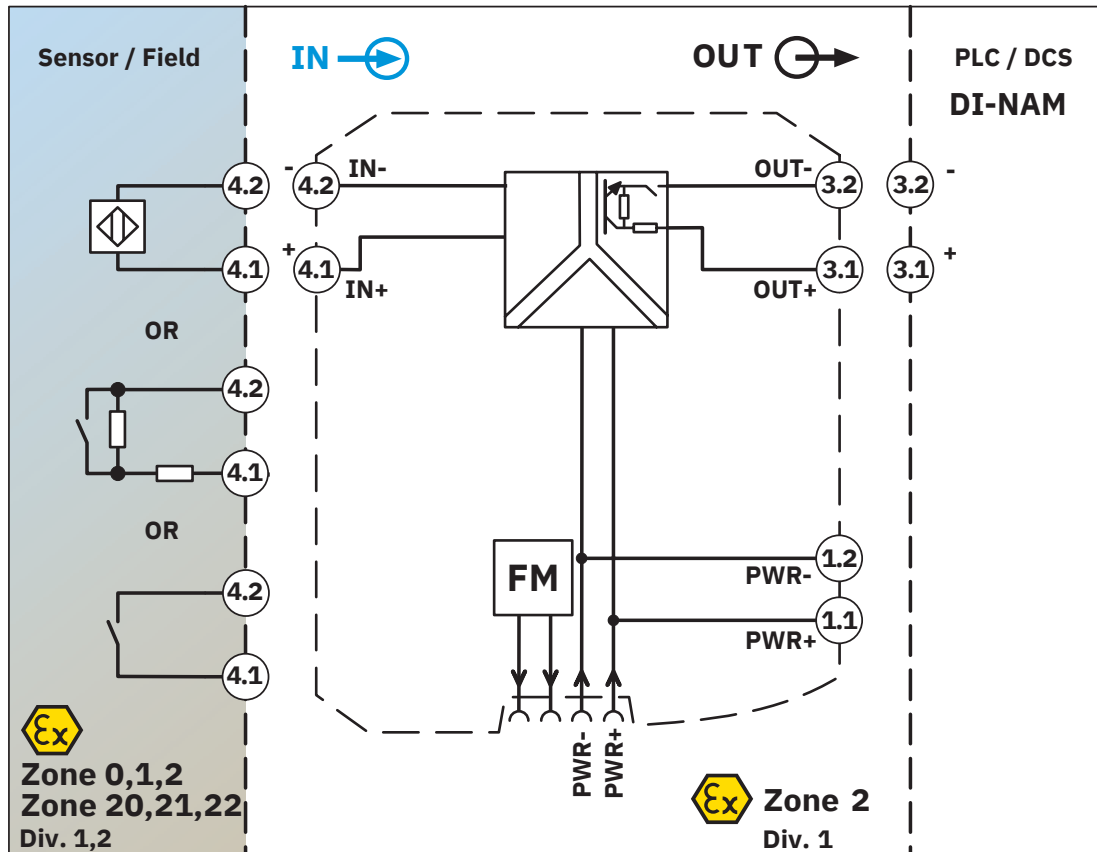 Sensor / Field
IN
OUT
PLC / DCS
DI-NAM
4.2
-
4.2
IN-
OUT-
3.2
3.2
-
4.1
+
4.1
IN+
OUT+
3.1
3.1
+
OR
4.2
4.1
OR
4.2
4.1
FM
PWR-
1.2
PWR+
1.1
PWR-
PWR+
Ex
Zone 0,1,2
Zone 20,21,22
Div. 1,2
Ex
Zone 2
Div. 1